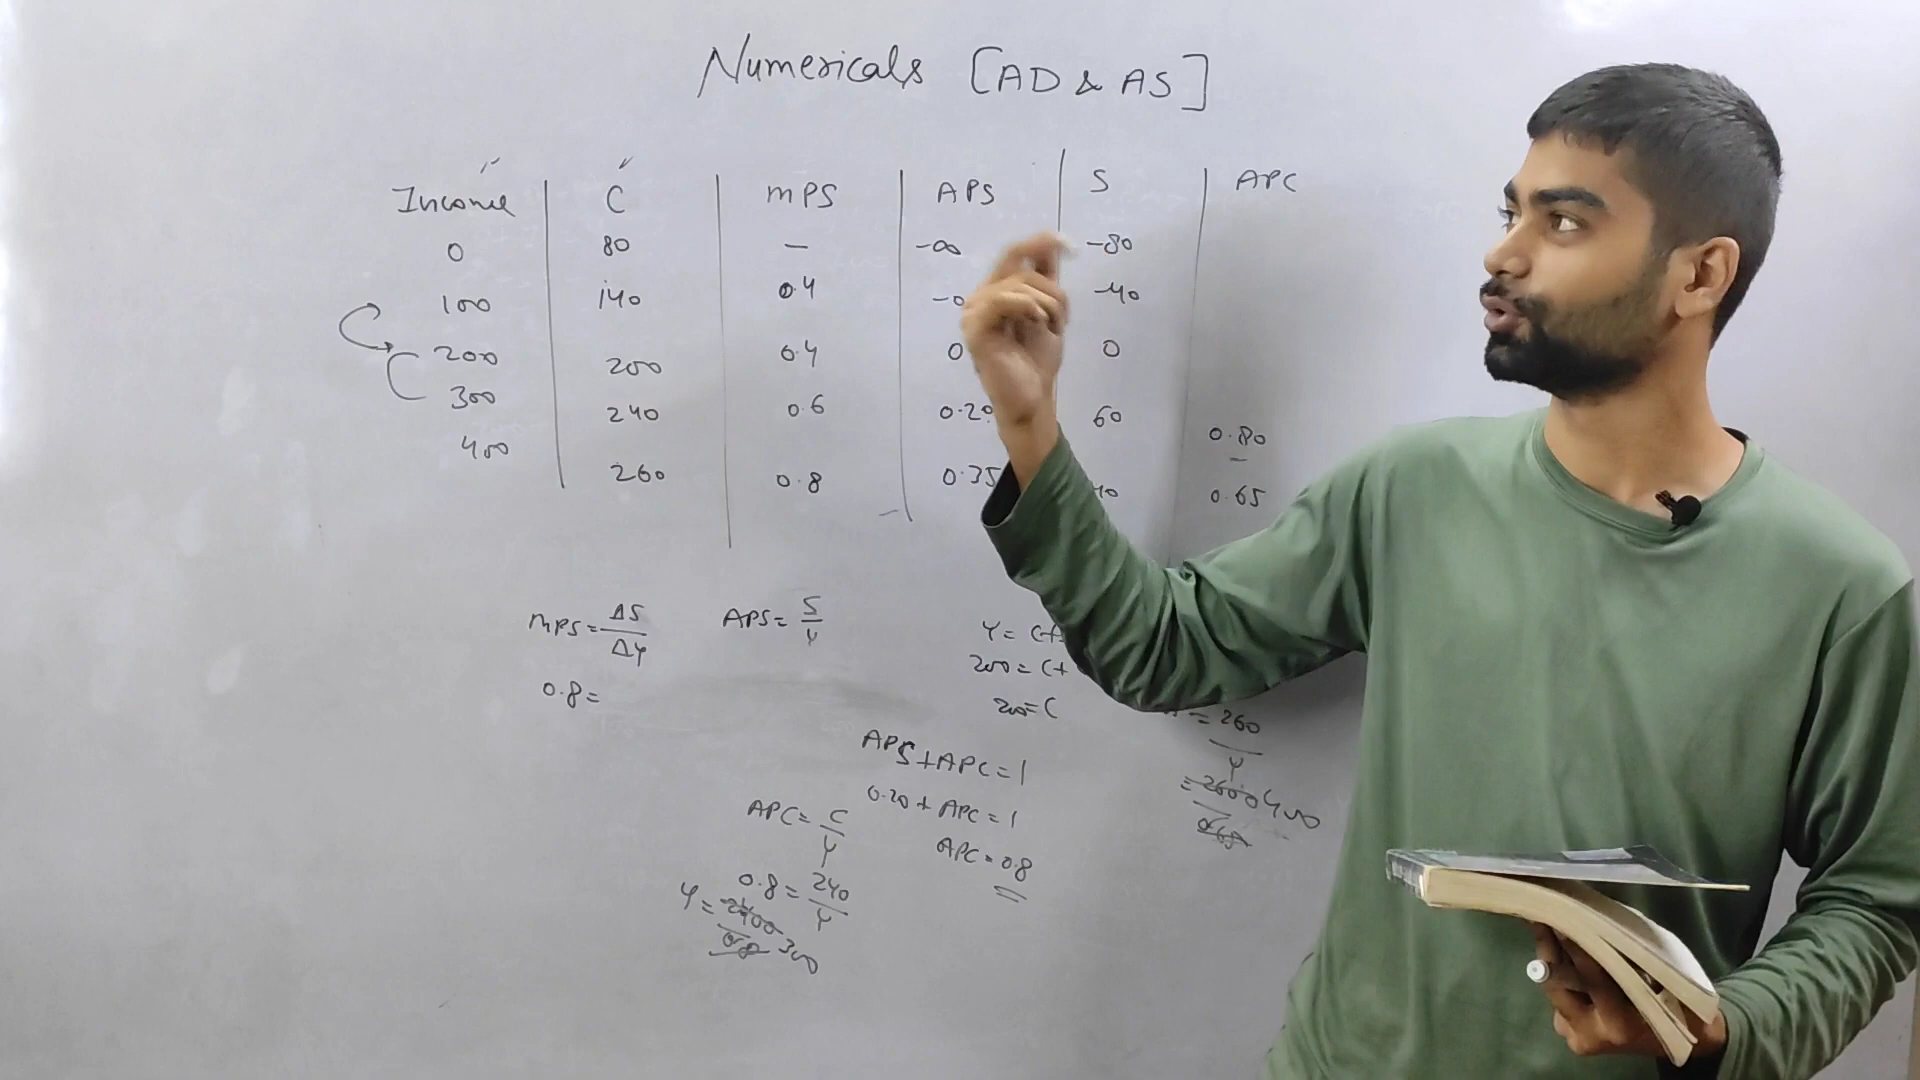 Numericals [AD & AS]
Income C MPS APS S APC
0 80 — -∞ -80
100 140 0.4 -0 -40
200 200 0.4 0 0
300 240 0.6 0.20 60 0.80
400 260 0.8 0.35 40 0.65
MPS = ΔS/ΔY APS = S/Y Y = C+
0.8 = 200 = C+
200 = C
= 260/Y
= 400
APS + APC = 1
0.20 + APC = 1
APC = 0.8
APC = C/Y
0.8 = 240/Y
Y = 300